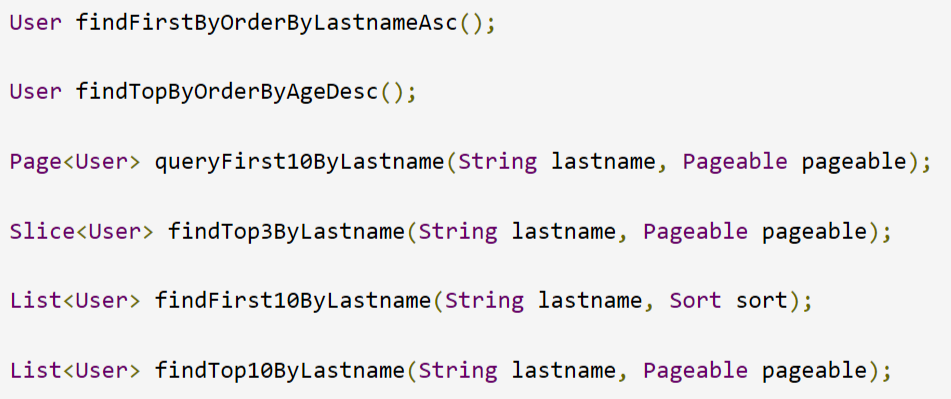 User findFirstByOrderByLastnameAsc();
User findTopByOrderByAgeDesc();
Page<User> queryFirst10ByLastname(String lastname, Pageable pageable);
Slice<User> findTop3ByLastname(String lastname, Pageable pageable);
List<User> findFirst10ByLastname(String lastname, Sort sort);
List<User> findTop10ByLastname(String lastname, Pageable pageable);